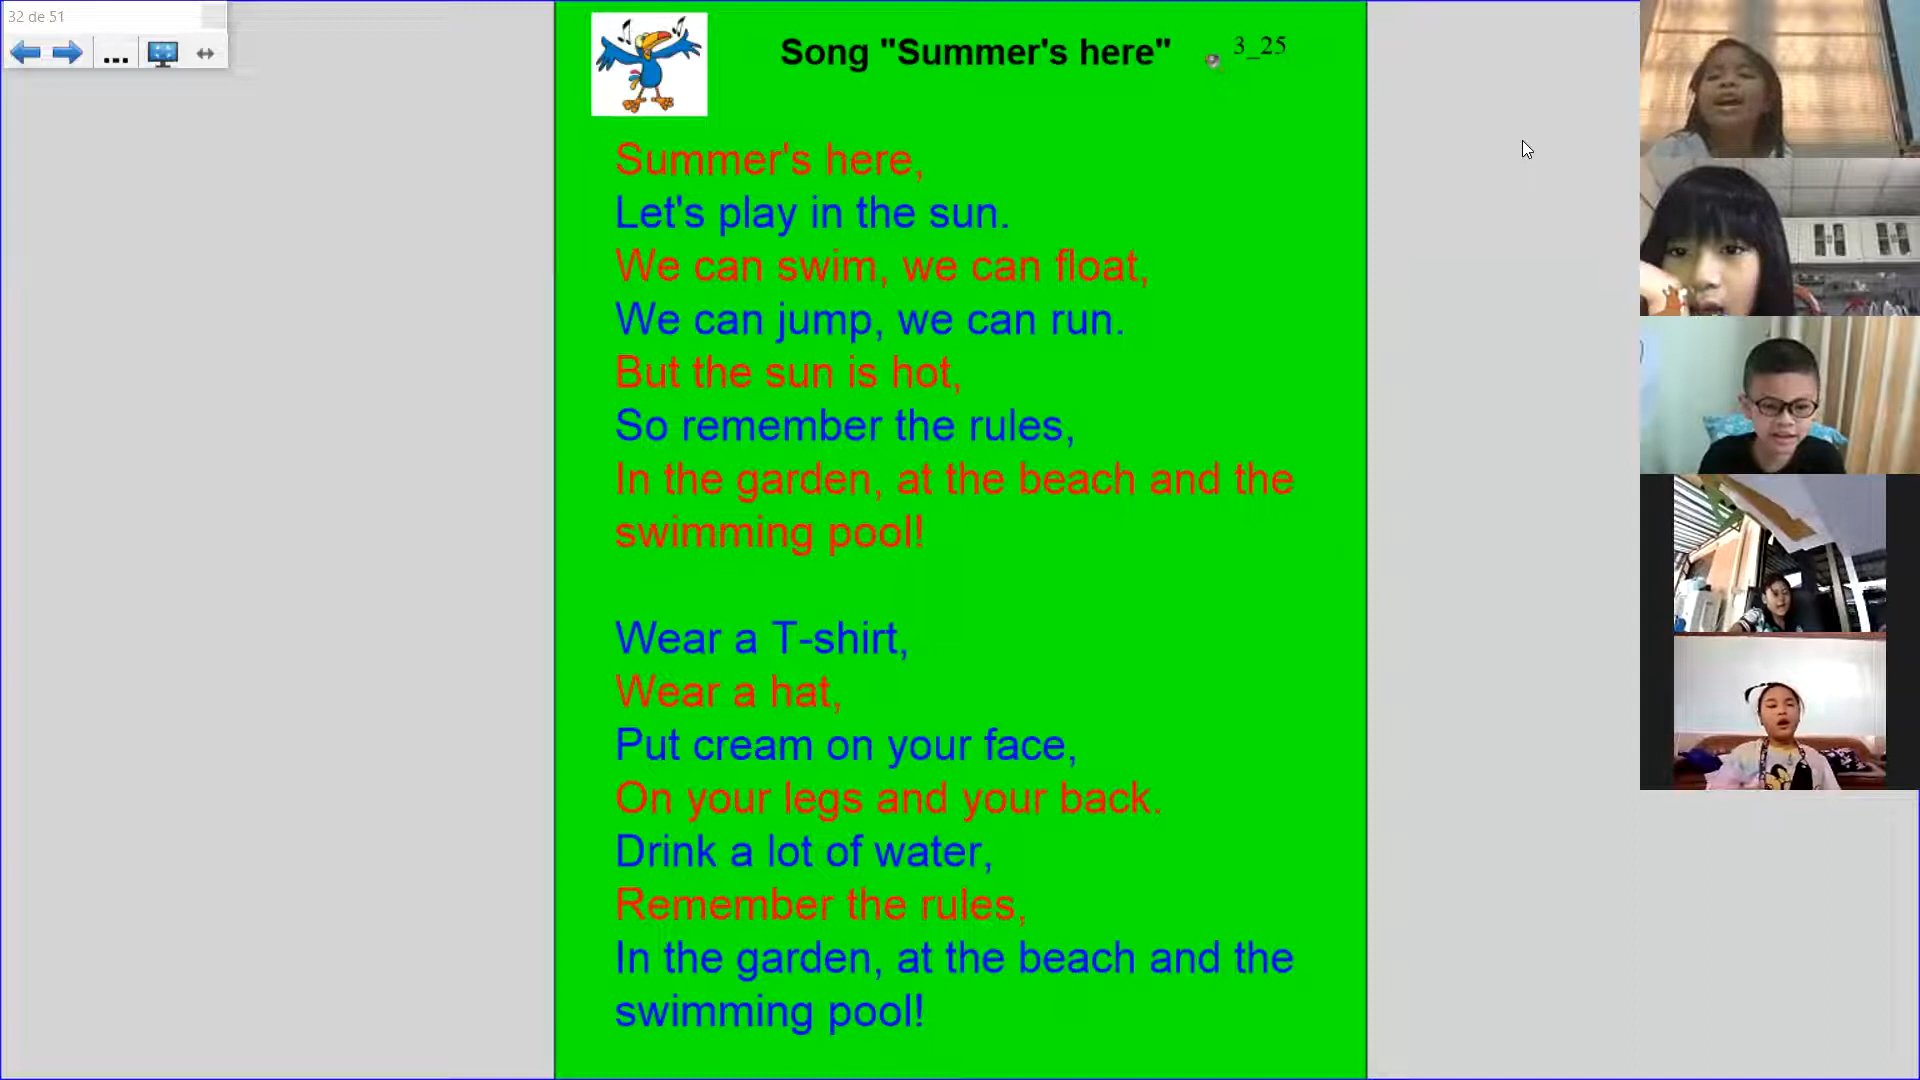 32 de 51
Song "Summer's here"
3_25
Summer's here,
Let's play in the sun.
We can swim, we can float,
We can jump, we can run.
But the sun is hot,
So remember the rules,
In the garden, at the beach and the
swimming pool!
Wear a T-shirt,
Wear a hat,
Put cream on your face,
On your legs and your back.
Drink a lot of water,
Remember the rules,
In the garden, at the beach and the
swimming pool!